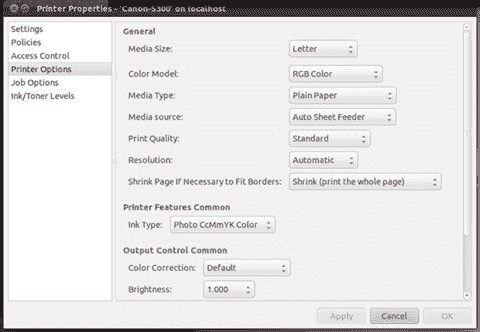 Printer Properties - 'Canon-5300' on localhost
Settings
Policies
Access Control
Printer Options
Job Options
Ink/Toner Levels
General
Media Size: Letter
Color Model: RGB Color
Media Type: Plain Paper
Media source: Auto Sheet Feeder
Print Quality: Standard
Resolution: Automatic
Shrink Page If Necessary to Fit Borders: Shrink (print the whole page)
Printer Features Common
Ink Type: Photo CcMmYK Color
Output Control Common
Color Correction: Default
Brightness: 1.000
Apply Cancel OK